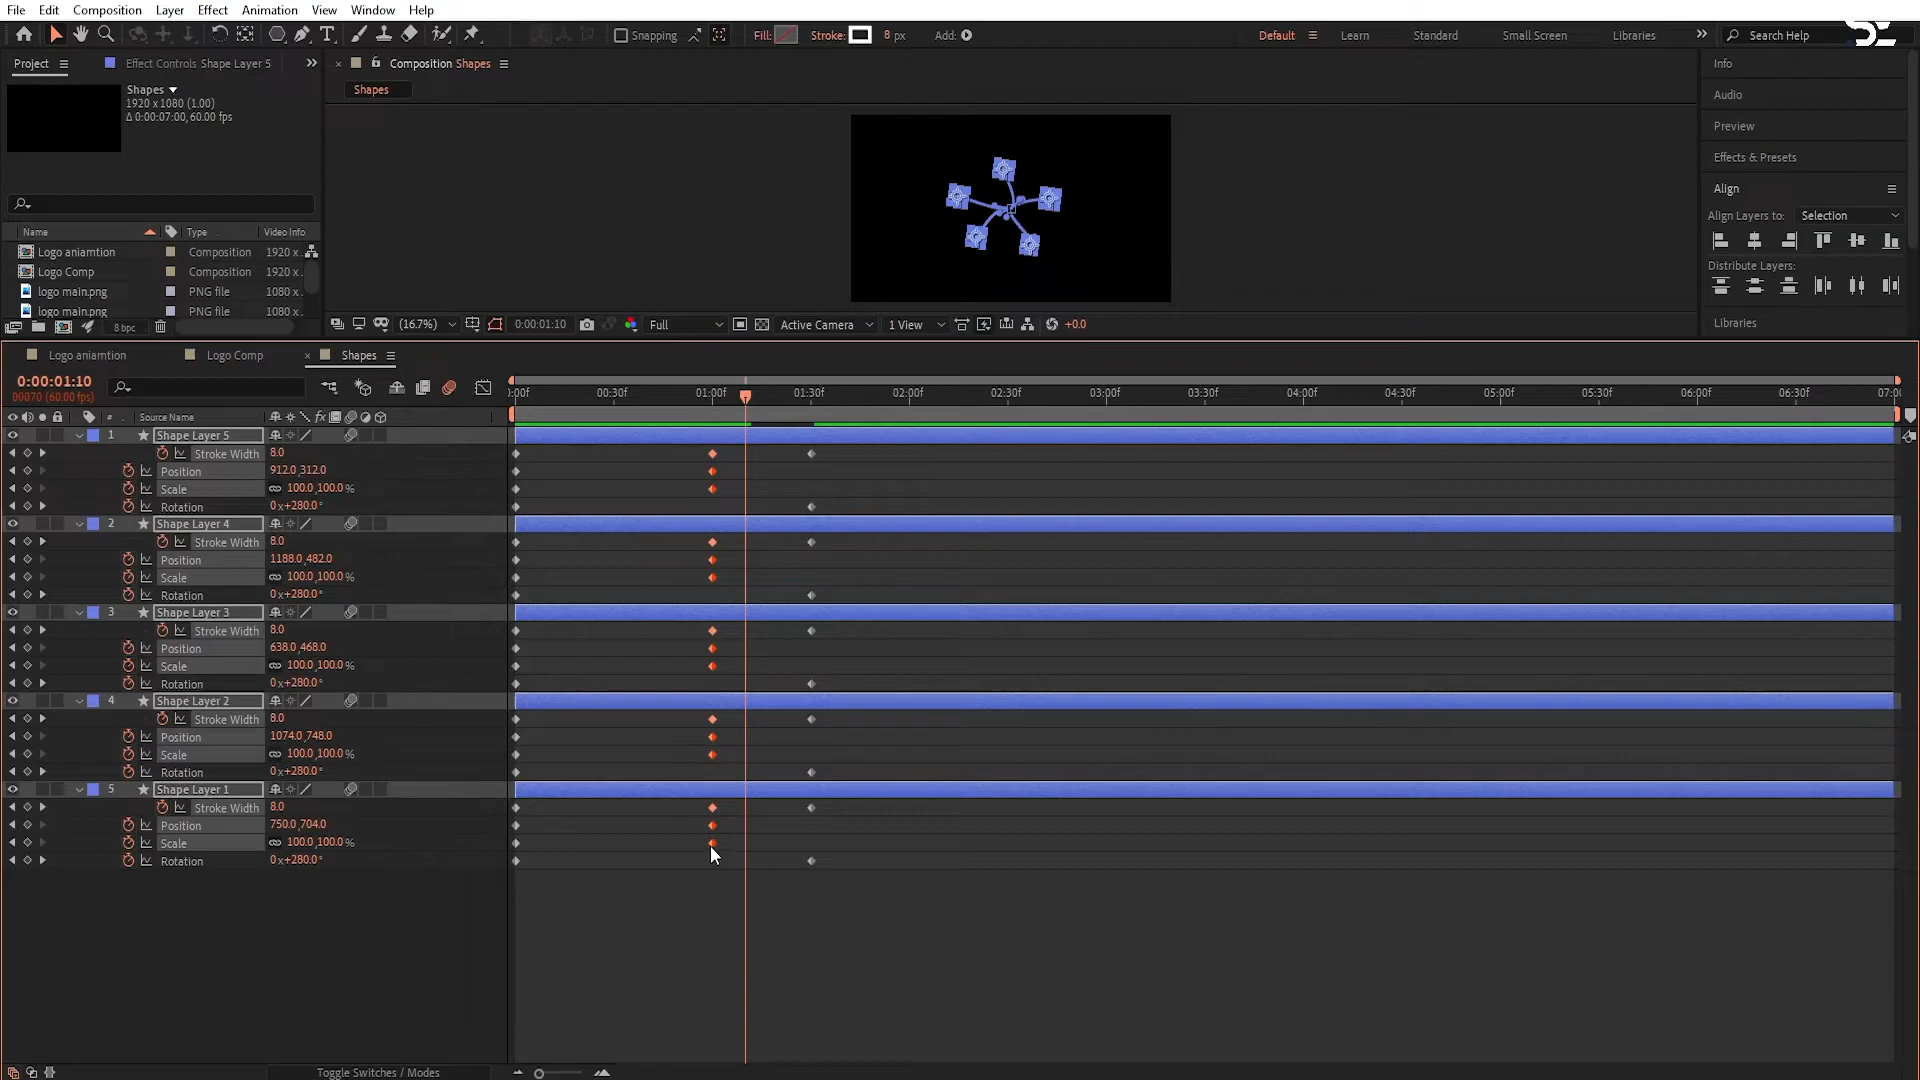 File Edit Composition Layer Effect Animation View Window Help
Snapping Fill: Stroke: 8 px Add: Default Learn Standard Small Screen Libraries Search Help
Project Effect Controls Shape Layer 5 Composition Shapes Info
Shapes
1920 x 1080 (1.00)
Δ 0:00:07:00, 60.00 fps
Shapes
Audio
Preview
Effects & Presets
Align
Align Layers to: Selection
Distribute Layers:
Libraries
Name Type Video Info
Logo aniamtion Composition 1920 x
Logo Comp Composition 1920 x
logo main.png PNG file 1080 x
logo main.png PNG file 1080 x
8 bpc (16.7%) 0:00:01:10 Full Active Camera 1 View +0.0
Logo aniamtion Logo Comp Shapes
0:00:01:10
00070 (60.00 fps)
):00f 00:30f 01:00f 01:30f 02:00f 02:30f 03:00f 03:30f 04:00f 04:30f 05:00f 05:30f 06:00f 06:30f 07:00
# Source Name fx
1 Shape Layer 5
Stroke Width 8.0
Position 912.0,312.0
Scale 100.0,100.0%
Rotation 0x+280.0°
2 Shape Layer 4
Stroke Width 8.0
Position 1188.0,482.0
Scale 100.0,100.0%
Rotation 0x+280.0°
3 Shape Layer 3
Stroke Width 8.0
Position 638.0,468.0
Scale 100.0,100.0%
Rotation 0x+280.0°
4 Shape Layer 2
Stroke Width 8.0
Position 1074.0,748.0
Scale 100.0,100.0%
Rotation 0x+280.0°
5 Shape Layer 1
Stroke Width 8.0
Position 750.0,704.0
Scale 100.0,100.0%
Rotation 0x+280.0°
Toggle Switches / Modes